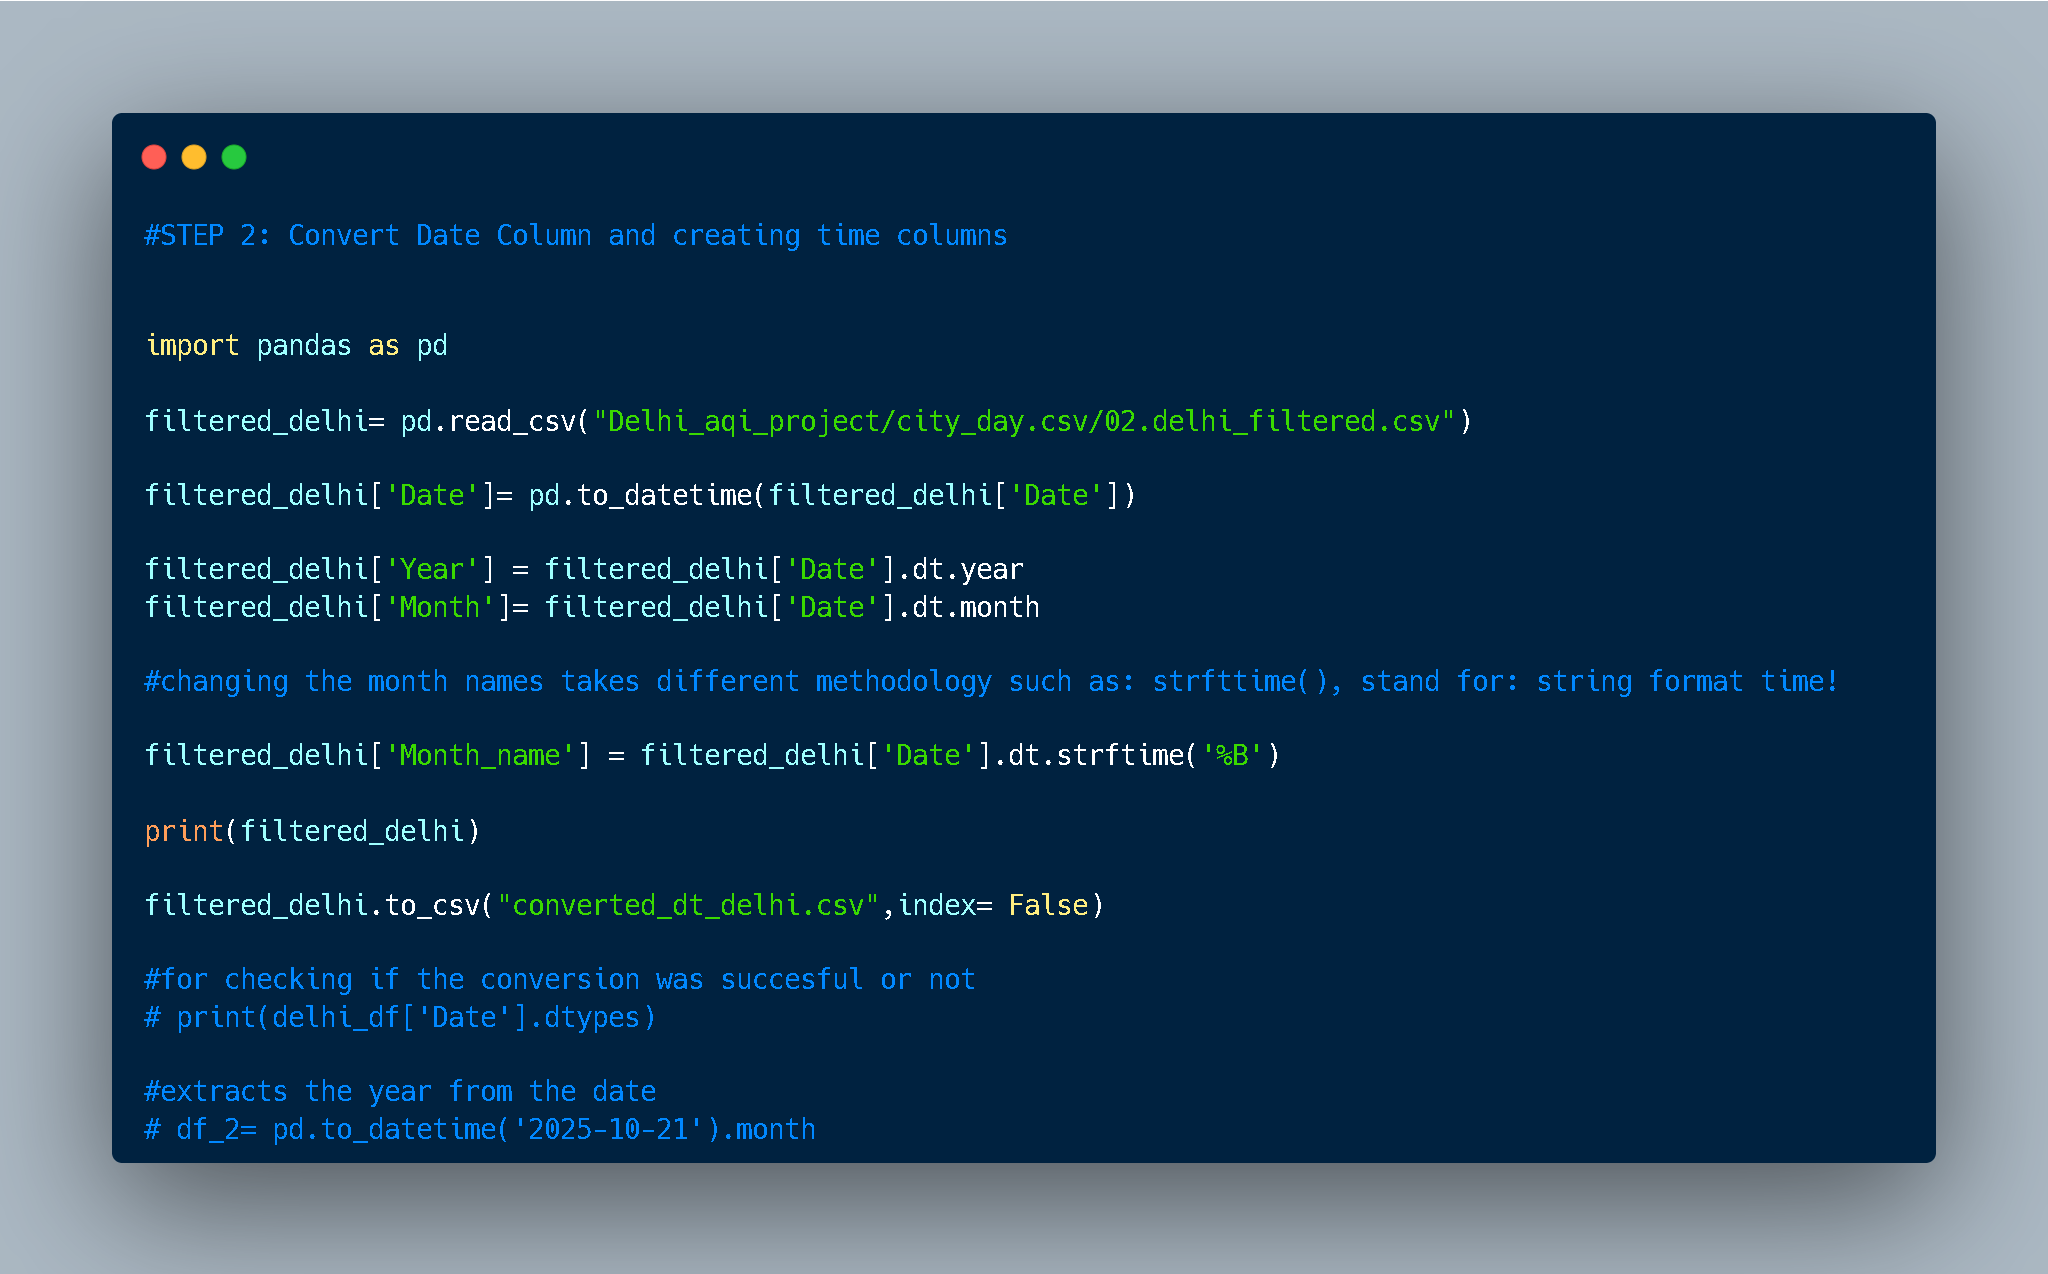 #STEP 2: Convert Date Column and creating time columns
import pandas as pd
filtered_delhi= pd.read_csv("Delhi_aqi_project/city_day.csv/02.delhi_filtered.csv")
filtered_delhi['Date']= pd.to_datetime(filtered_delhi['Date'])
filtered_delhi['Year'] = filtered_delhi['Date'].dt.year
filtered_delhi['Month']= filtered_delhi['Date'].dt.month
#changing the month names takes different methodology such as: strfttime(), stand for: string format time!
filtered_delhi['Month_name'] = filtered_delhi['Date'].dt.strftime('%B')
print(filtered_delhi)
filtered_delhi.to_csv("converted_dt_delhi.csv",index= False)
#for checking if the conversion was succesful or not
# print(delhi_df['Date'].dtypes)
#extracts the year from the date
# df_2= pd.to_datetime('2025-10-21').month